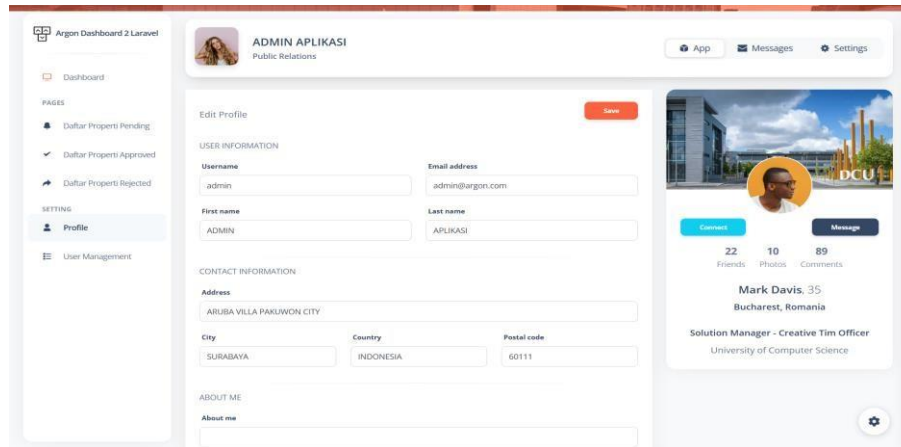 Argon Dashboard 2 Laravel
Dashboard
PAGES
Daftar Properti Pending
Daftar Properti Approved
Daftar Properti Rejected
SETTING
Profile
User Management
ADMIN APLIKASI
Public Relations
App
Messages
Settings
Edit Profile
Save
USER INFORMATION
Username
Email address
admin
admin@argon.com
First name
Last name
ADMIN
APLIKASI
CONTACT INFORMATION
Address
ARUBA VILLA PAKUWON CITY
City
Country
Postal code
SURABAYA
INDONESIA
60111
ABOUT ME
About me
DCU
Connect
Message
22
10
89
Friends
Photos
Comments
Mark Davis, 35
Bucharest, Romania
Solution Manager - Creative Tim Officer
University of Computer Science